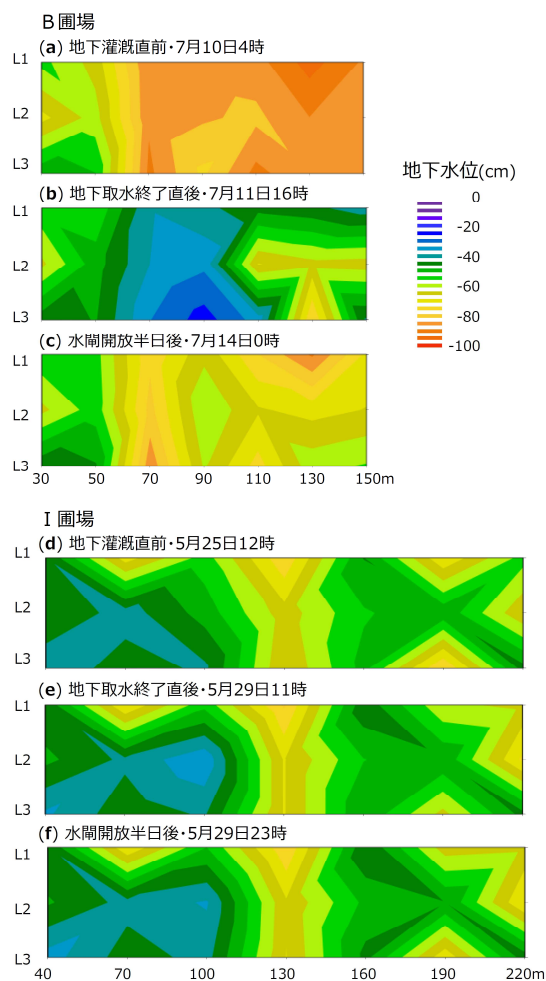 B圃場
(a) 地下灌漑直前・7月10日4時
L1
L2
L3
(b) 地下取水終了直後・7月11日16時
L1
L2
L3
(c) 水閘開放半日後・7月14日0時
L1
L2
L3
30 50 70 90 110 130 150m
地下水位(cm)
0
-20
-40
-60
-80
-100
I圃場
(d) 地下灌漑直前・5月25日12時
L1
L2
L3
(e) 地下取水終了直後・5月29日11時
L1
L2
L3
(f) 水閘開放半日後・5月29日23時
L1
L2
L3
40 70 100 130 160 190 220m